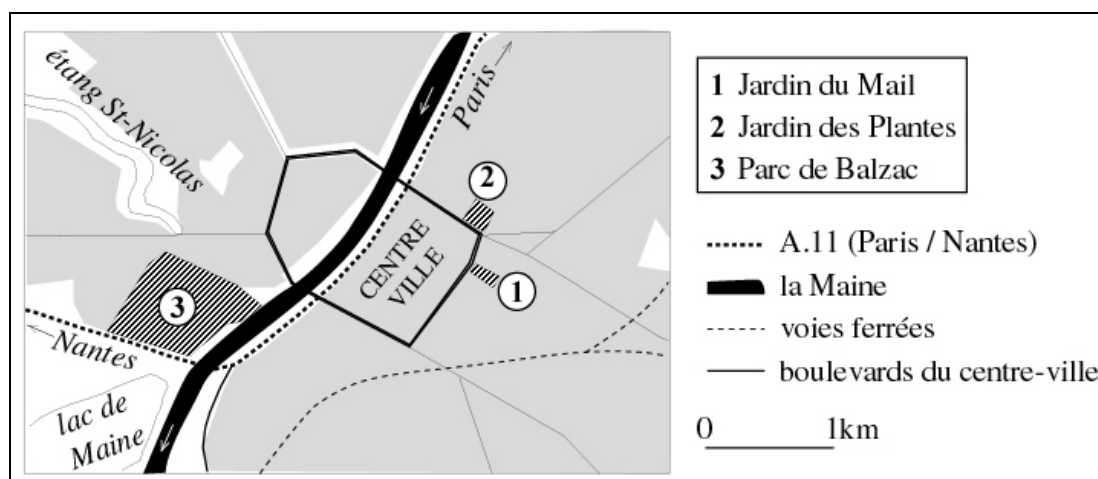 étang St-Nicolas
Paris
2
CENTRE
VILLE
1
3
Nantes
lac de
Maine
1 Jardin du Mail
2 Jardin des Plantes
3 Parc de Balzac
A.11 (Paris / Nantes)
la Maine
voies ferrées
boulevards du centre-ville
0 1km